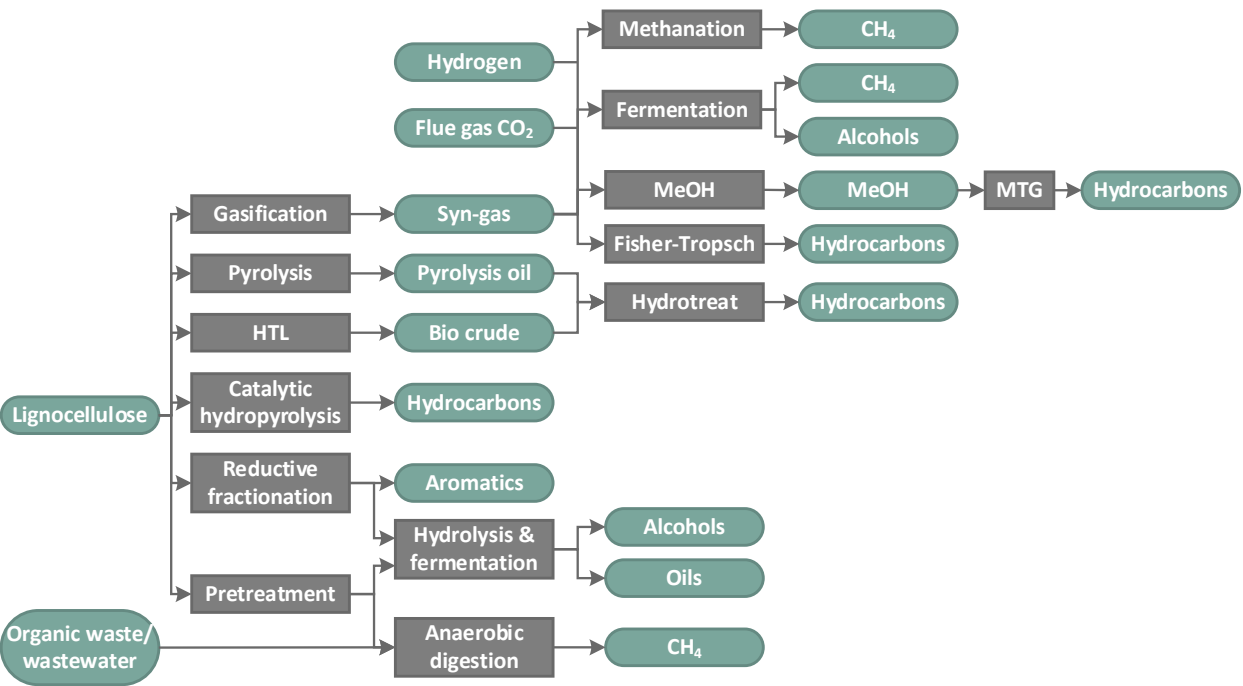 Methanation
CH₄
Hydrogen
CH₄
Fermentation
Flue gas CO₂
Alcohols
MeOH
MeOH
MTG
Hydrocarbons
Gasification
Syn-gas
Fisher-Tropsch
Hydrocarbons
Pyrolysis
Pyrolysis oil
Hydrotreat
Hydrocarbons
HTL
Bio crude
Catalytic
hydropyrolysis
Hydrocarbons
Lignocellulose
Reductive
fractionation
Aromatics
Hydrolysis &
fermentation
Alcohols
Oils
Pretreatment
Organic waste/
wastewater
Anaerobic
digestion
CH₄